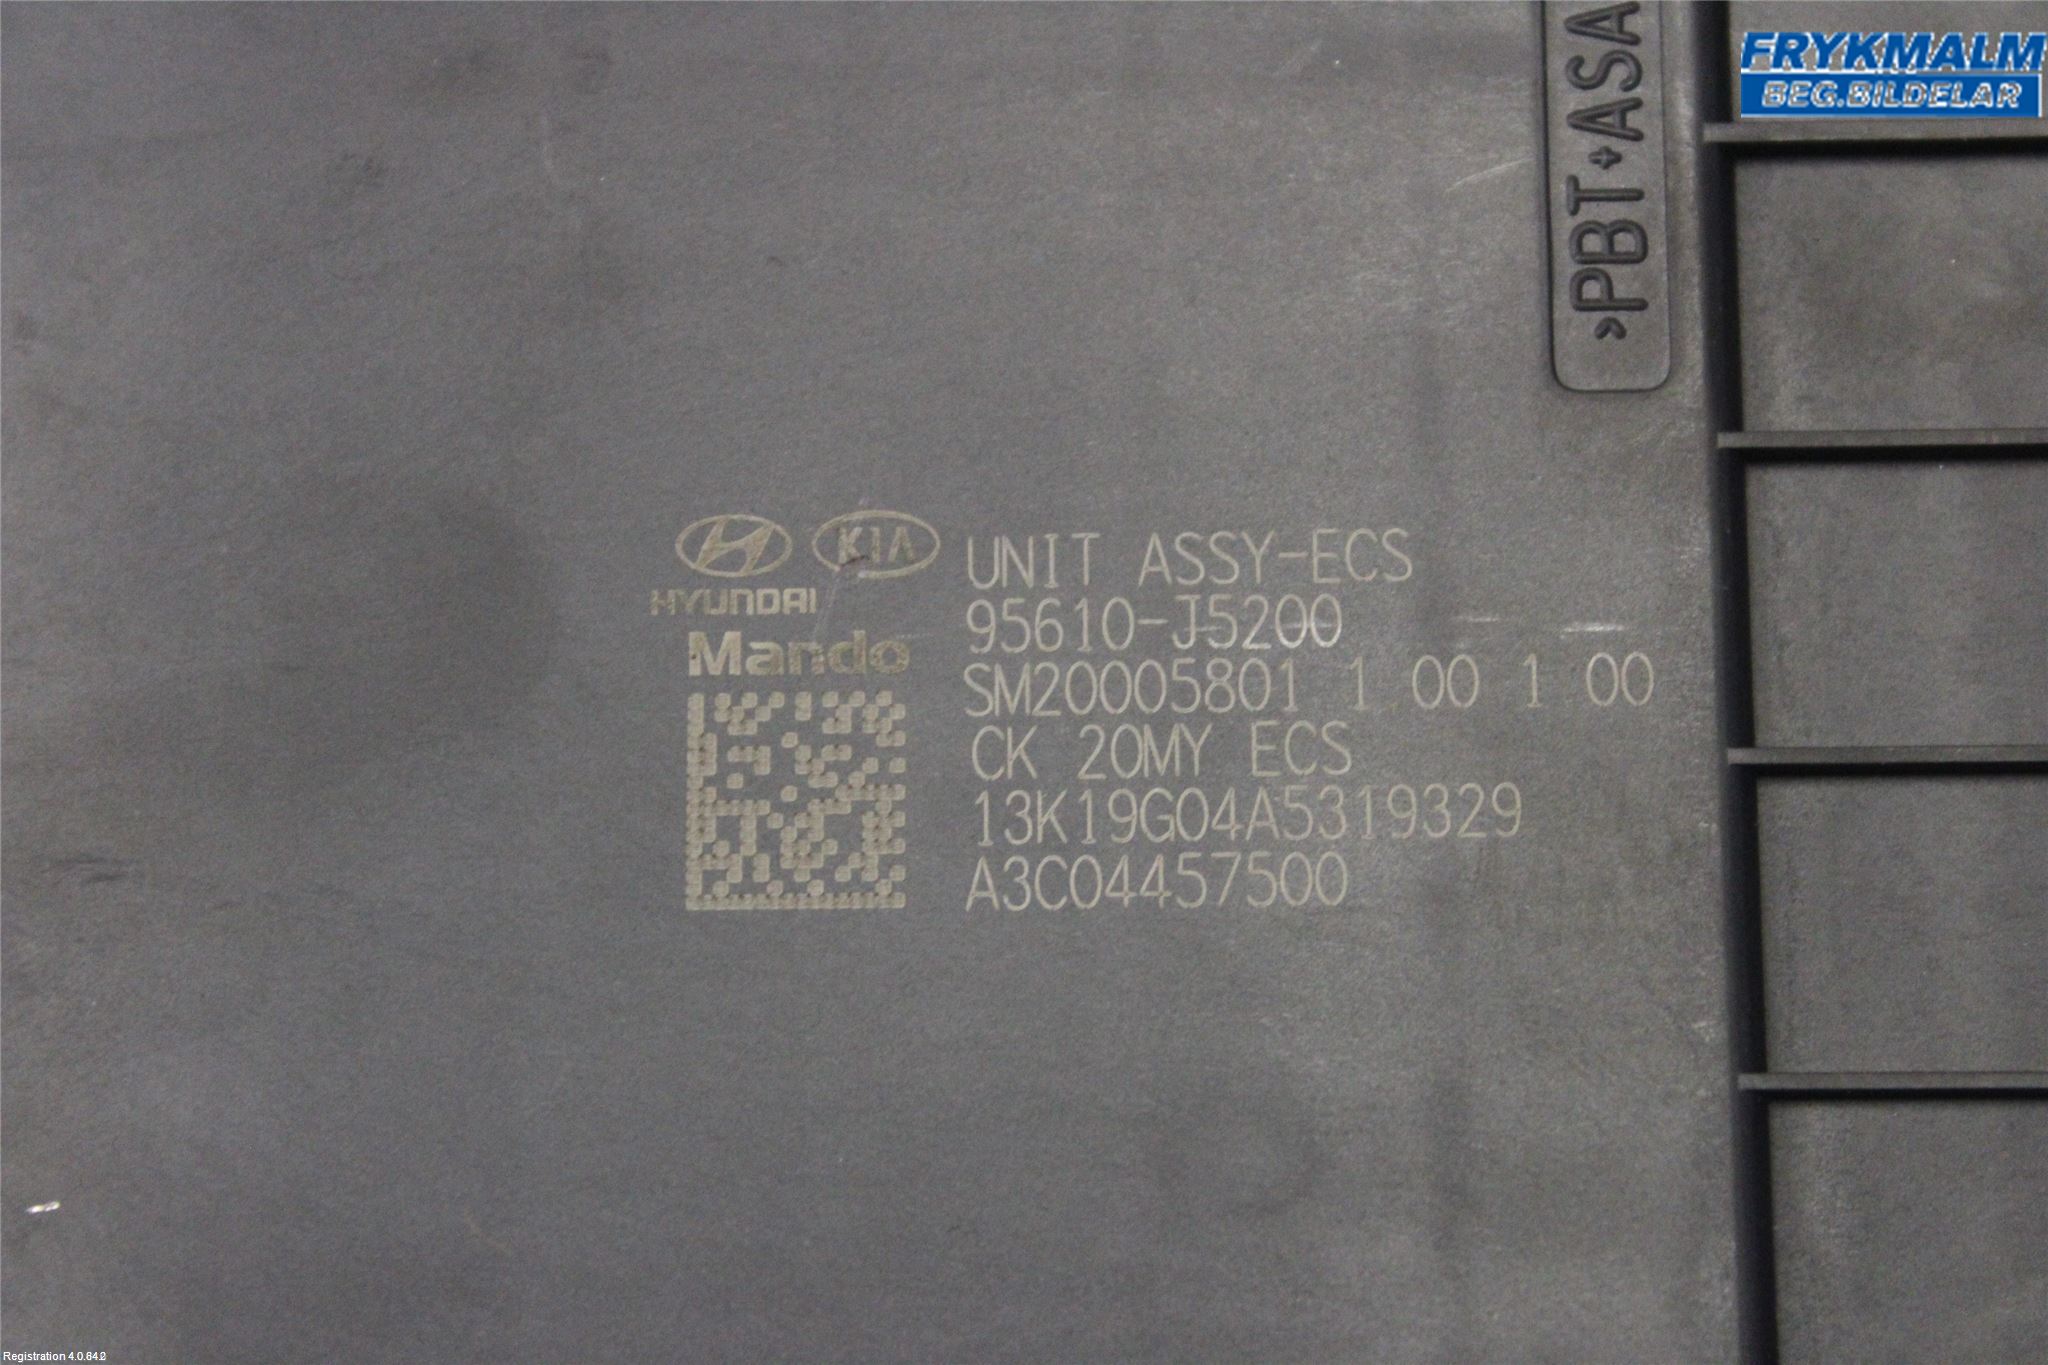 FRYKMALM
BEG.BILDELAR
>PBT+ASA
KIA
HYUNDAI
Mando
UNIT ASSY-ECS
95610-J5200
SM20005801 1.00 1.00
CK 20MY ECS
13K19G04A5319329
A3C04457500
Registration 4.0.64.2